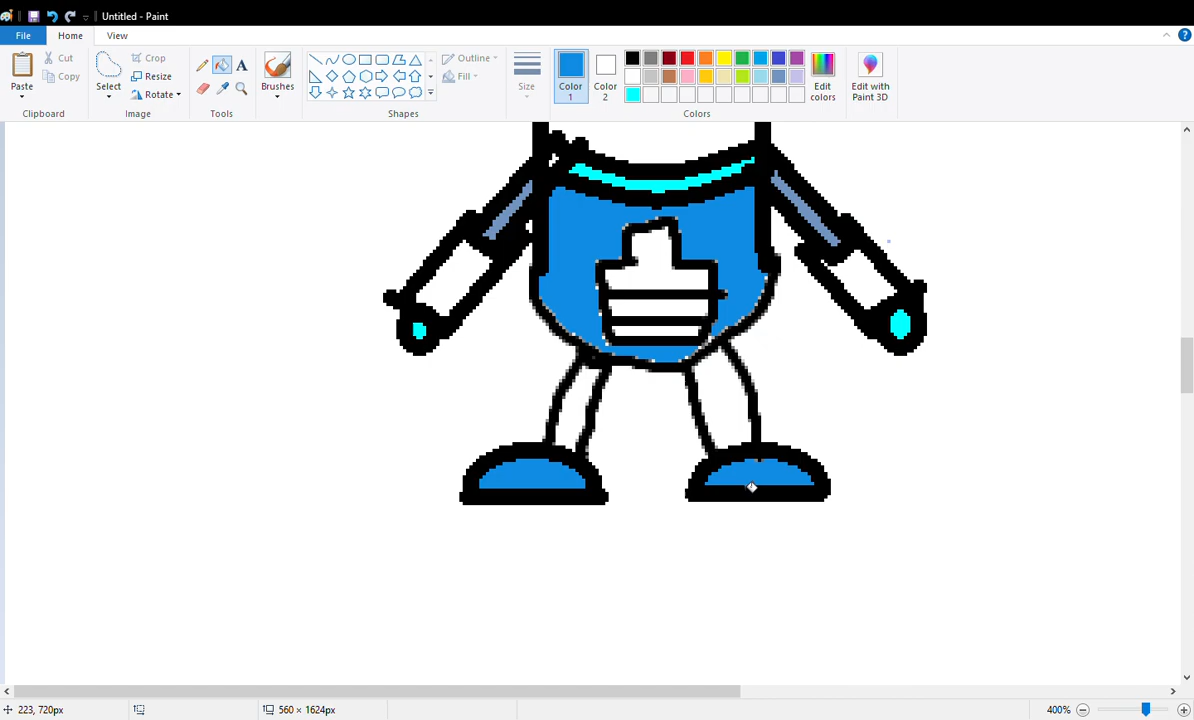 Untitled - Paint
File Home View
Paste
Cut
Copy
Clipboard
Select
Crop
Resize
Rotate
Image
Tools
Brushes
Shapes
Outline
Fill
Size
Color 1
Color 2
Edit colors
Colors
Edit with Paint 3D
223, 720px
560 × 1624px
400%